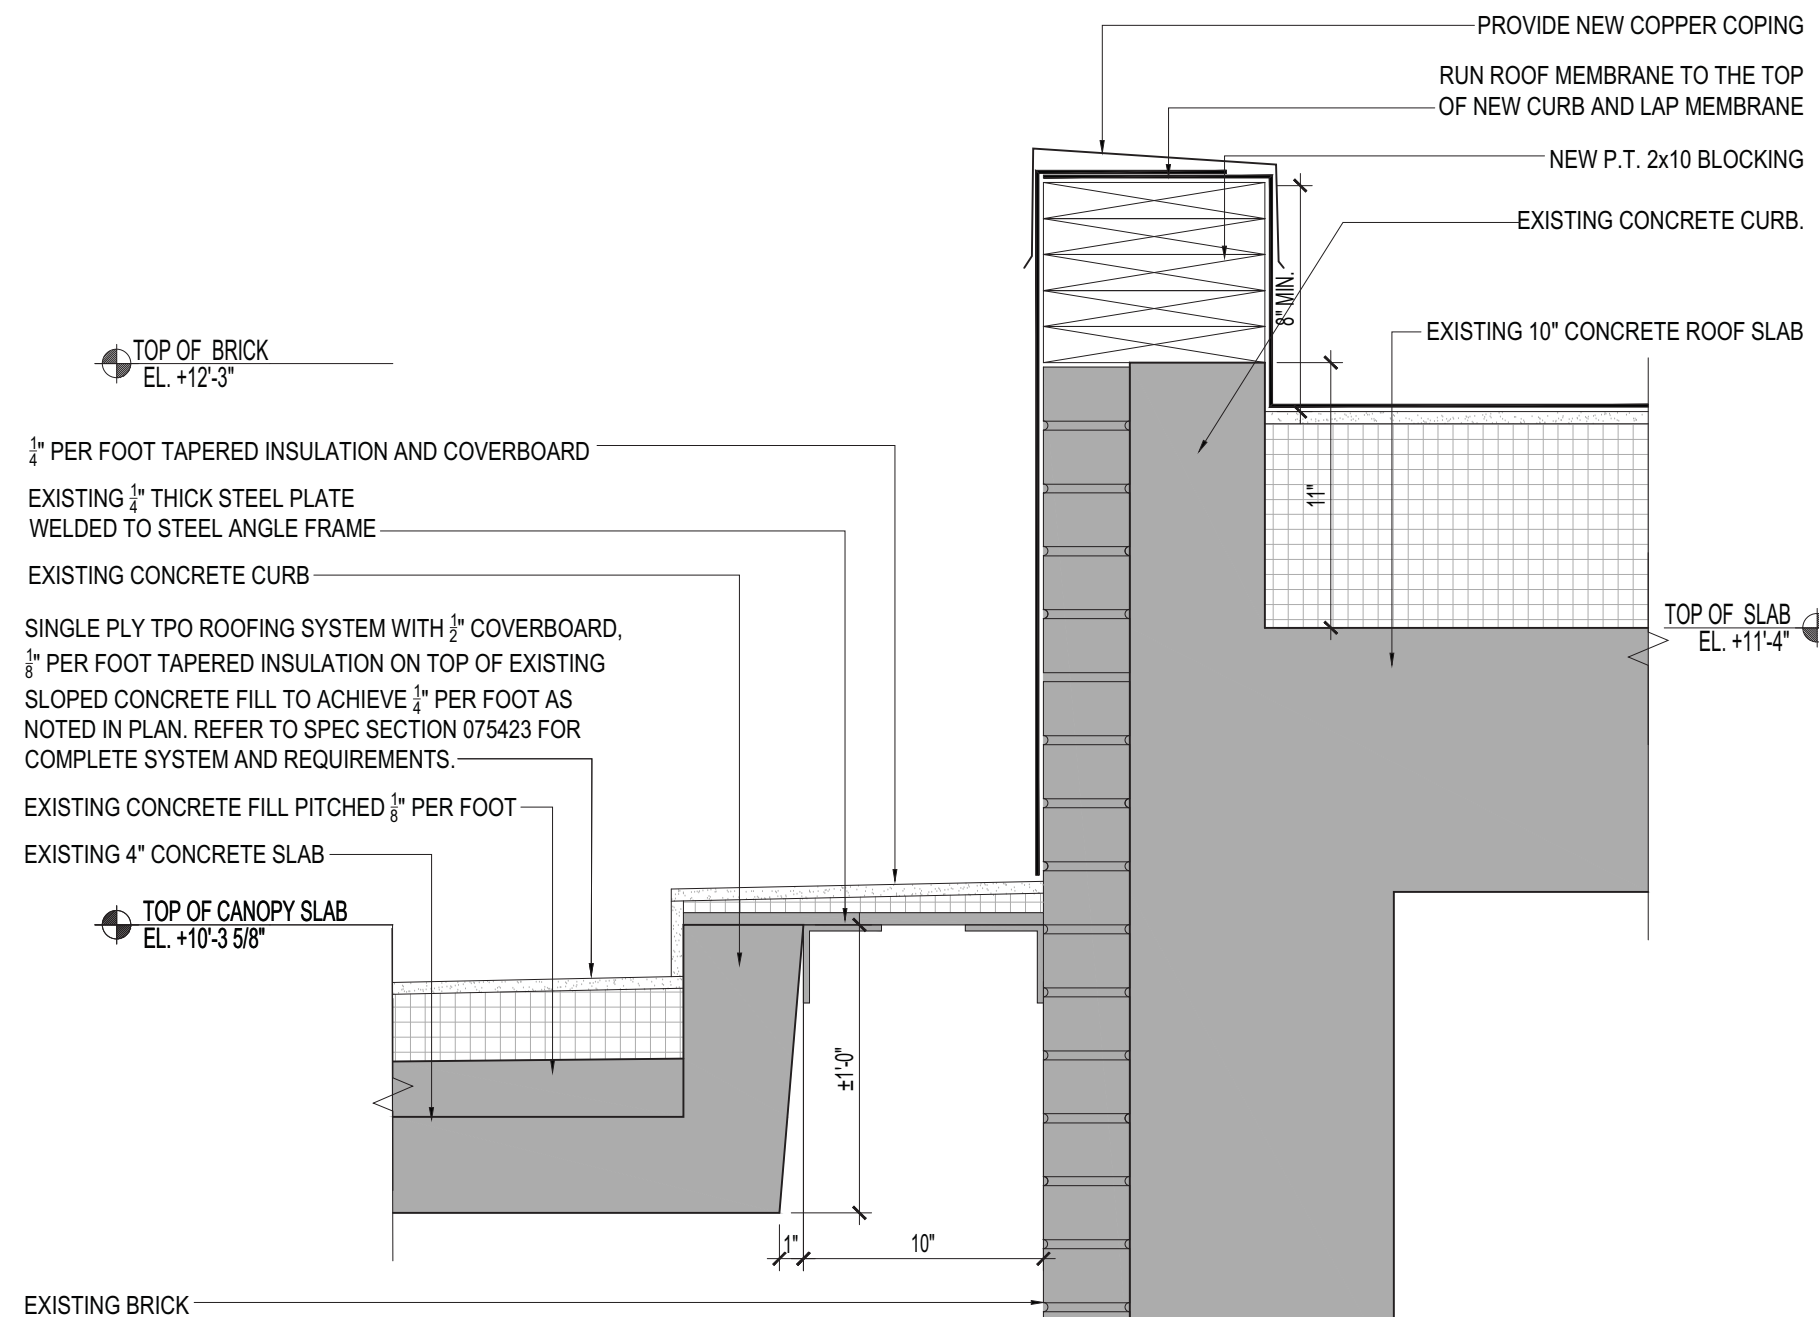 PROVIDE NEW COPPER COPING
RUN ROOF MEMBRANE TO THE TOP
OF NEW CURB AND LAP MEMBRANE
NEW P.T. 2x10 BLOCKING
EXISTING CONCRETE CURB.
8" MIN.
EXISTING 10" CONCRETE ROOF SLAB
TOP OF BRICK
EL. +12'-3"
1/4" PER FOOT TAPERED INSULATION AND COVERBOARD
EXISTING 1/4" THICK STEEL PLATE
WELDED TO STEEL ANGLE FRAME
11"
EXISTING CONCRETE CURB
SINGLE PLY TPO ROOFING SYSTEM WITH 1/2" COVERBOARD,
1/8" PER FOOT TAPERED INSULATION ON TOP OF EXISTING
SLOPED CONCRETE FILL TO ACHIEVE 1/4" PER FOOT AS
NOTED IN PLAN. REFER TO SPEC SECTION 075423 FOR
COMPLETE SYSTEM AND REQUIREMENTS.
TOP OF SLAB
EL. +11'-4"
EXISTING CONCRETE FILL PITCHED 1/8" PER FOOT
EXISTING 4" CONCRETE SLAB
TOP OF CANOPY SLAB
EL. +10'-3 5/8"
±1'-0"
1"
10"
EXISTING BRICK